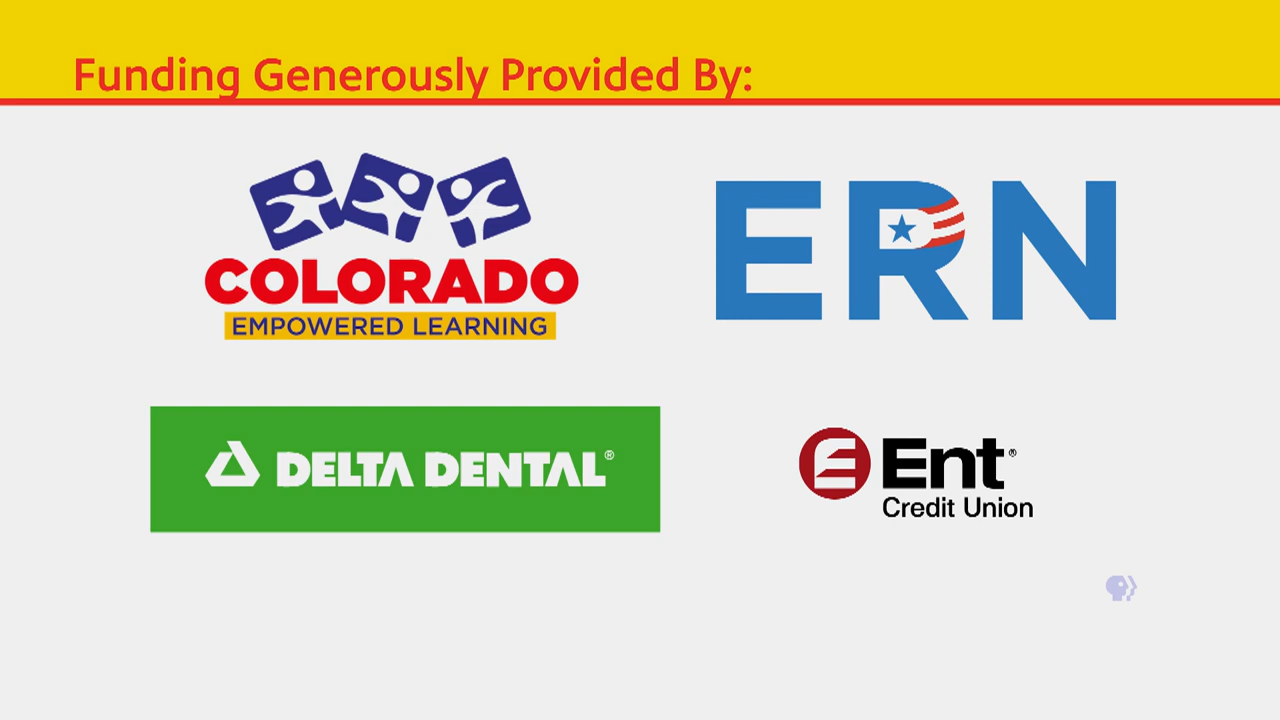 Funding Generously Provided By:
COLORADO
EMPOWERED LEARNING
ERN
DELTA DENTAL®
Ent®
Credit Union